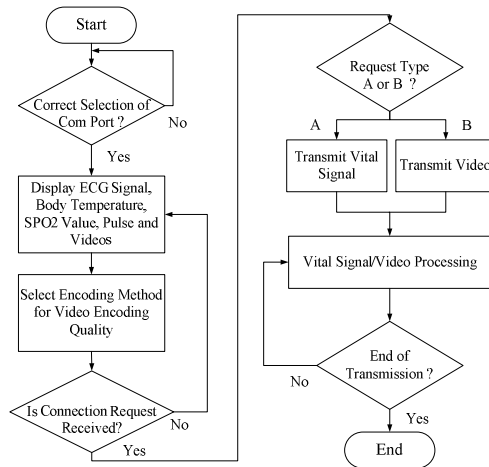 Start
Correct Selection of
Com Port ?
No
Yes
Display ECG Signal,
Body Temperature,
SPO2 Value, Pulse and
Videos
Select Encoding Method
for Video Encoding
Quality
Is Connection Request
Received?
No
Yes
Request Type
A or B ?
A
B
Transmit Vital
Signal
Transmit Video
Vital Signal/Video Processing
End of
Transmission ?
No
Yes
End